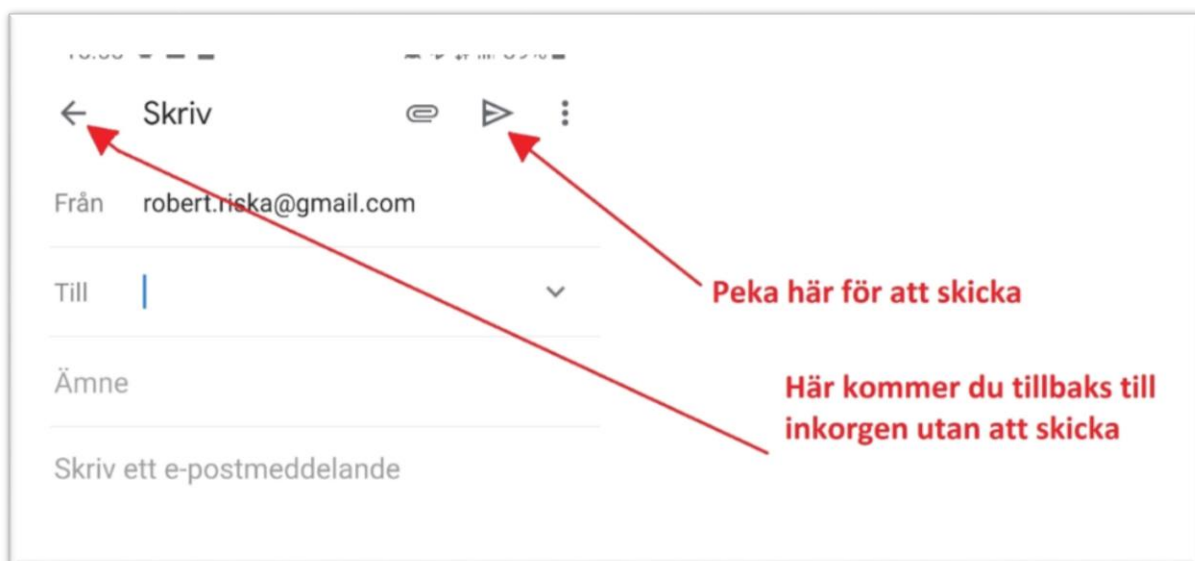 Skriv
Från robert.riska@gmail.com
Till
Peka här för att skicka
Ämne
Här kommer du tillbaks till
inkorgen utan att skicka
Skriv ett e-postmeddelande